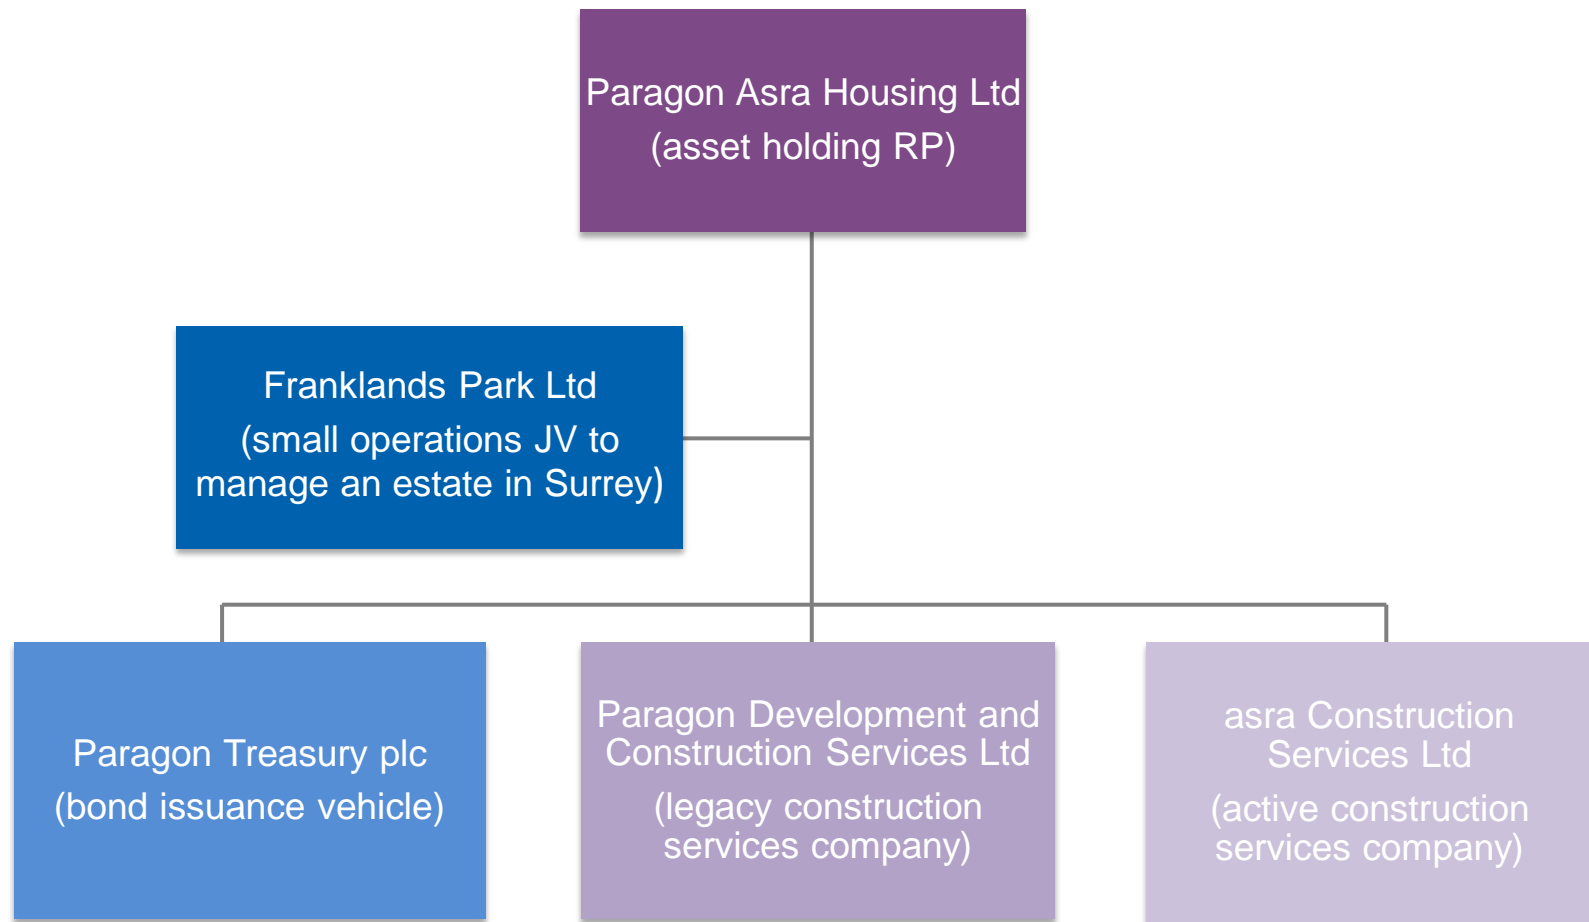 Paragon Asra Housing Ltd
(asset holding RP)
Franklands Park Ltd
(small operations JV to
manage an estate in Surrey)
Paragon Treasury plc
(bond issuance vehicle)
Paragon Development and
Construction Services Ltd
(legacy construction
services company)
asra Construction
Services Ltd
(active construction
services company)